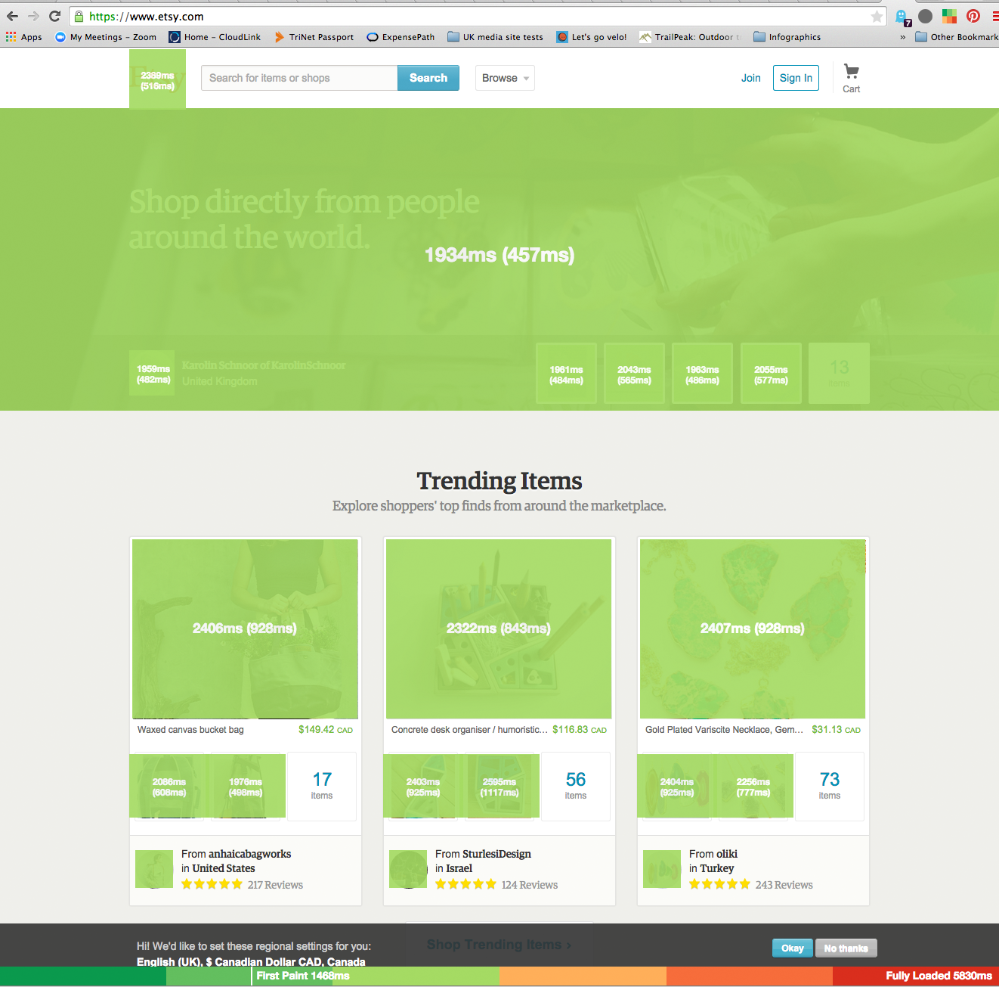 https://www.etsy.com
7
Apps My Meetings – Zoom Home – CloudLink TriNet Passport ExpensePath UK media site tests Let's go velo! TrailPeak: Outdoor Infographics » Other Bookmark
2389ms
(516ms)
Search for items or shops Search Browse Join Sign In Cart
Shop directly from people
around the world.
1934ms (457ms)
1959ms
(482ms)
Karolin Schnoor of KarolinSchnoor
United Kingdom
1961ms
(484ms)
2043ms
(565ms)
1963ms
(486ms)
2055ms
(577ms)
13
items
Trending Items
Explore shoppers' top finds from around the marketplace.
2406ms (928ms)
Waxed canvas bucket bag $149.42 CAD
2086ms
(608ms)
1976ms
(498ms)
17
items
From anhaicabagworks
in United States
217 Reviews
2322ms (843ms)
Concrete desk organiser / humoristic... $116.83 CAD
2403ms
(925ms)
2595ms
(1117ms)
56
items
From SturlesiDesign
in Israel
124 Reviews
2407ms (928ms)
Gold Plated Variscite Necklace, Gem... $31.13 CAD
2404ms
(925ms)
2256ms
(777ms)
73
items
From oliki
in Turkey
243 Reviews
Shop Trending Items ›
Hi! We'd like to set these regional settings for you:
English (UK), $ Canadian Dollar CAD, Canada
Okay No thanks
First Paint 1468ms Fully Loaded 5830ms